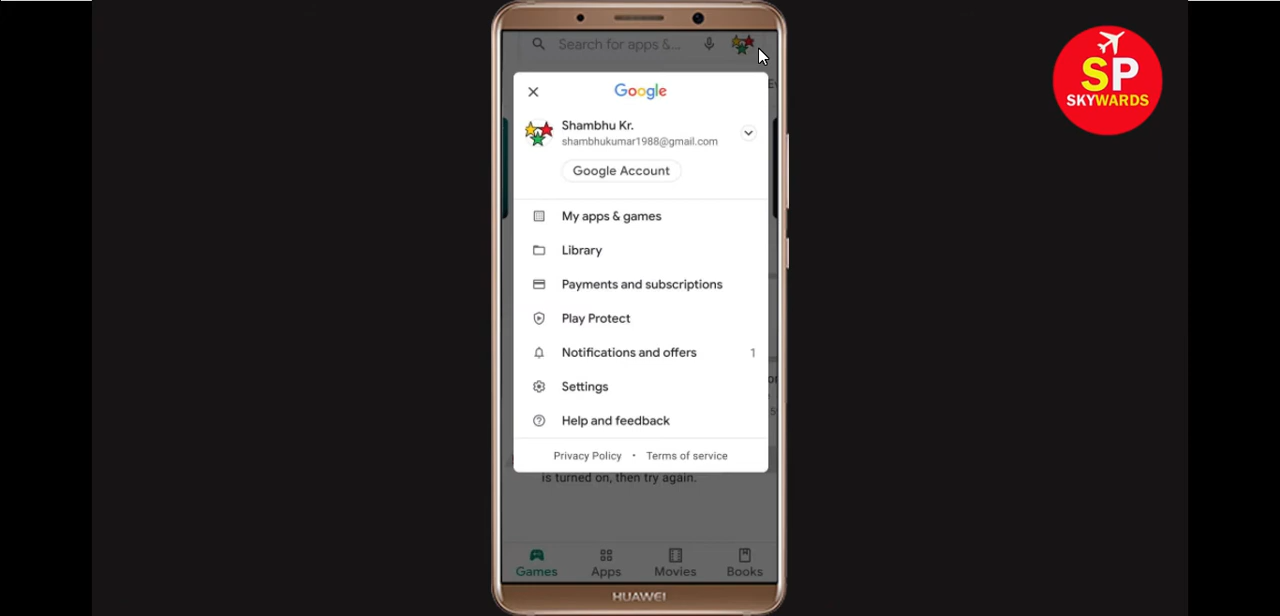 Search for apps &...
SP
SKYWARDS
Google
Shambhu Kr.
shambhukumar1988@gmail.com
Google Account
My apps & games
Library
Payments and subscriptions
Play Protect
Notifications and offers 1
Settings
Help and feedback
Privacy Policy • Terms of service
is turned on, then try again.
Games Apps Movies Books
HUAWEI